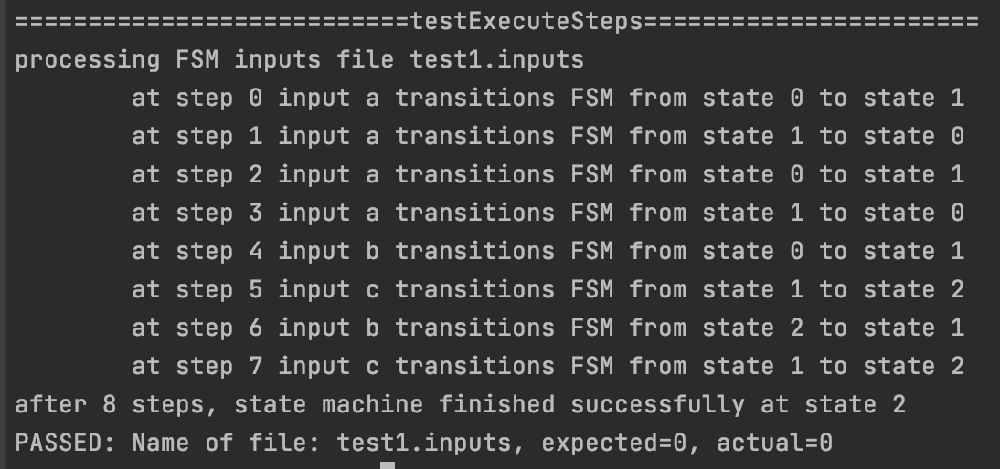 ===========================testExecuteSteps=======================
processing FSM inputs file test1.inputs
        at step 0 input a transitions FSM from state 0 to state 1
        at step 1 input a transitions FSM from state 1 to state 0
        at step 2 input a transitions FSM from state 0 to state 1
        at step 3 input a transitions FSM from state 1 to state 0
        at step 4 input b transitions FSM from state 0 to state 1
        at step 5 input c transitions FSM from state 1 to state 2
        at step 6 input b transitions FSM from state 2 to state 1
        at step 7 input c transitions FSM from state 1 to state 2
after 8 steps, state machine finished successfully at state 2
PASSED: Name of file: test1.inputs, expected=0, actual=0